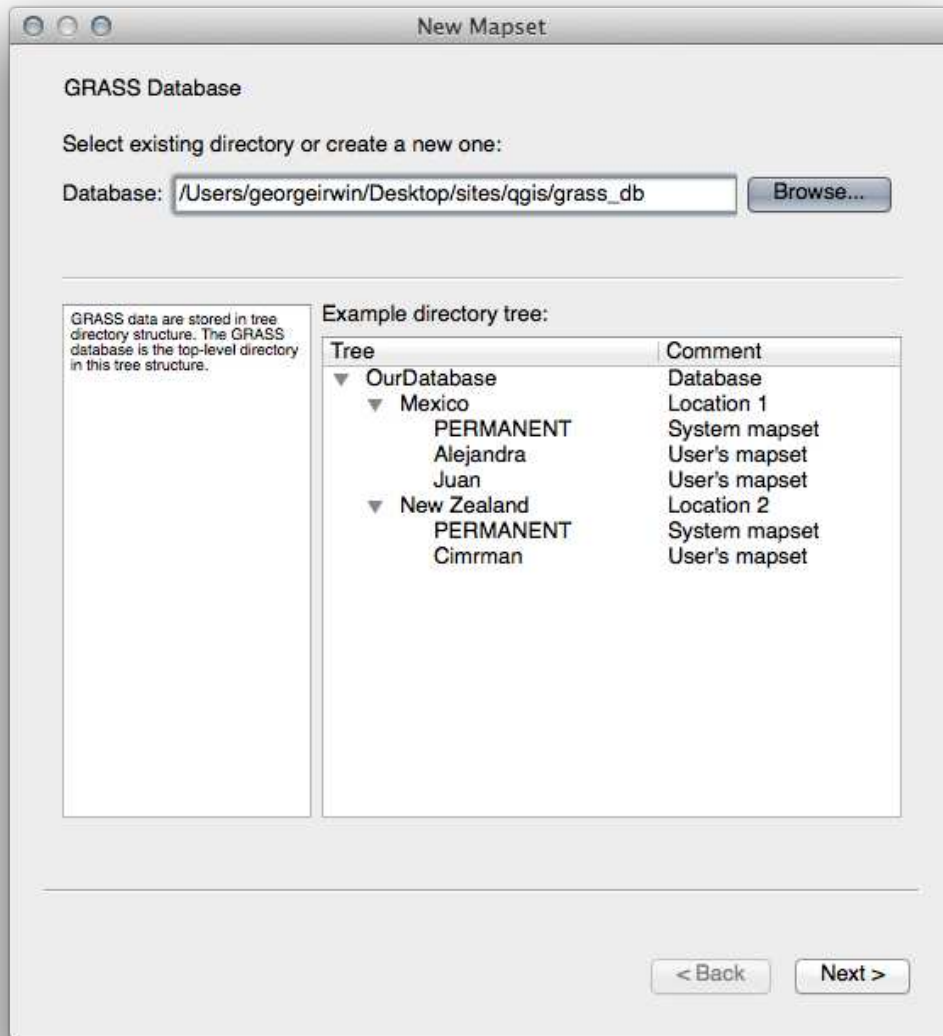 New Mapset
GRASS Database
Select existing directory or create a new one:
Database: /Users/georgeirwin/Desktop/sites/qgis/grass_db Browse...
GRASS data are stored in tree
directory structure. The GRASS
database is the top-level directory
in this tree structure.
Example directory tree:
Tree Comment
OurDatabase Database
Mexico Location 1
PERMANENT System mapset
Alejandra User's mapset
Juan User's mapset
New Zealand Location 2
PERMANENT System mapset
Cimrman User's mapset
< Back Next >